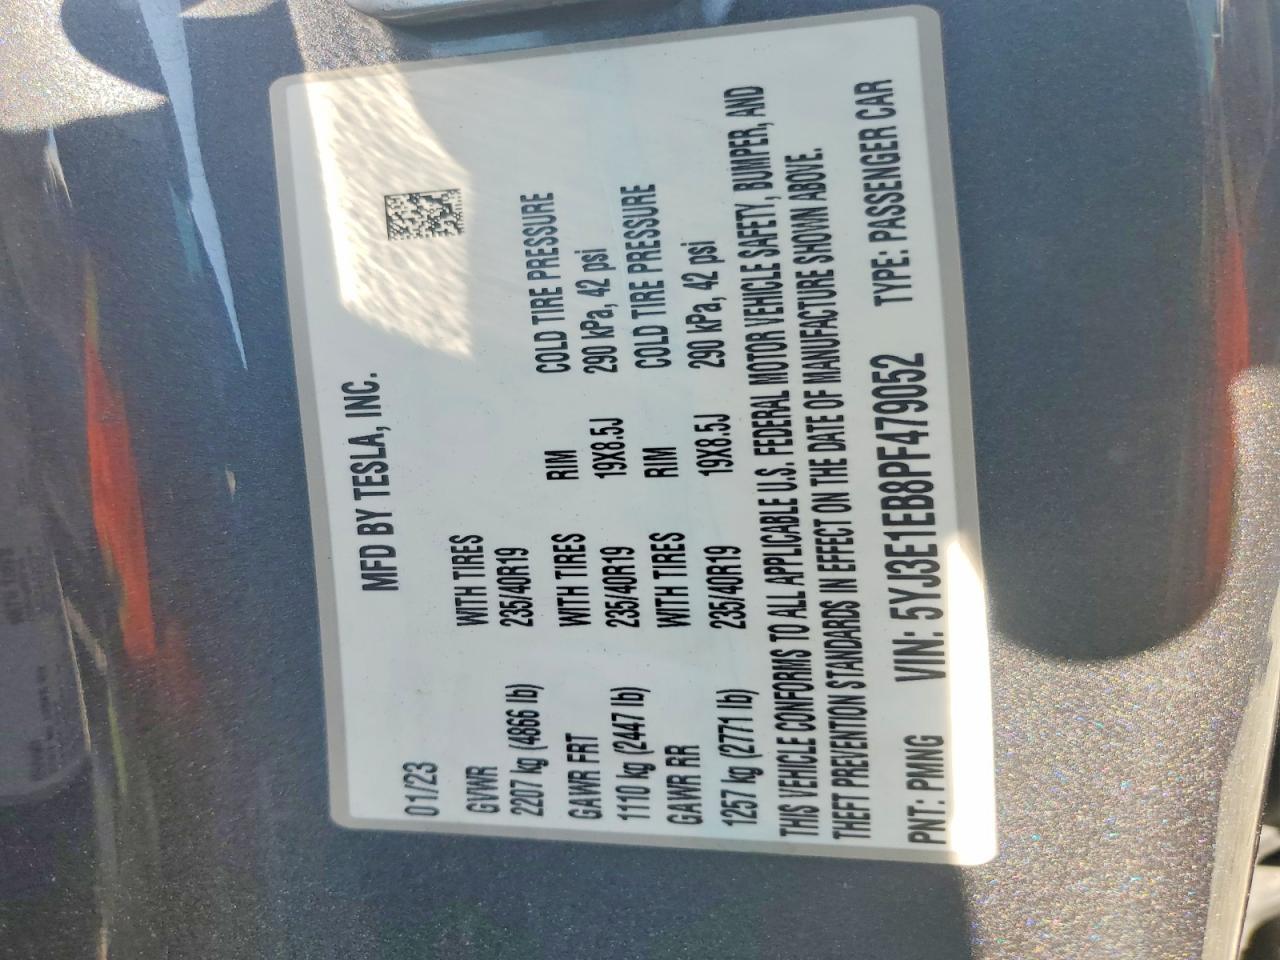 MFD BY TESLA, INC.
01/23
GVWR WITH TIRES
2207 kg (4866 lb) 235/40R19
GAWR FRT WITH TIRES RIM COLD TIRE PRESSURE
1110 kg (2447 lb) 235/40R19 19X8.5J 290 kPa, 42 psi
GAWR RR WITH TIRES RIM COLD TIRE PRESSURE
1257 kg (2771 lb) 235/40R19 19X8.5J 290 kPa, 42 psi
THIS VEHICLE CONFORMS TO ALL APPLICABLE U.S. FEDERAL MOTOR VEHICLE SAFETY, BUMPER, AND
THEFT PREVENTION STANDARDS IN EFFECT ON THE DATE OF MANUFACTURE SHOWN ABOVE.
PNT: PMNG VIN: 5YJ3E1EB8PF479052 TYPE: PASSENGER CAR